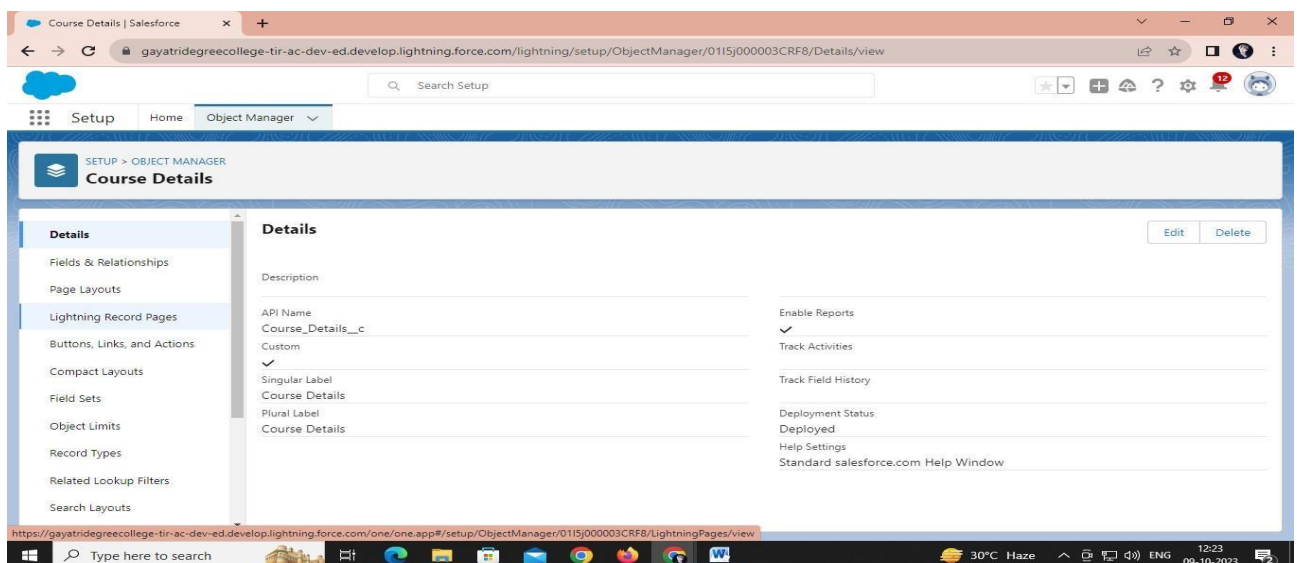 Course Details | Salesforce
gayatridegreecollege-tir-ac-dev-ed.develop.lightning.force.com/lightning/setup/ObjectManager/01I5j000003CRF8/Details/view
Search Setup
12
Setup Home Object Manager
SETUP > OBJECT MANAGER
Course Details
Details
Fields & Relationships
Page Layouts
Lightning Record Pages
Buttons, Links, and Actions
Compact Layouts
Field Sets
Object Limits
Record Types
Related Lookup Filters
Search Layouts
Details
Edit Delete
Description
API Name
Course_Details__c
Custom
Singular Label
Course Details
Plural Label
Course Details
Enable Reports
Track Activities
Track Field History
Deployment Status
Deployed
Help Settings
Standard salesforce.com Help Window
https://gayatridegreecollege-tir-ac-dev-ed.develop.lightning.force.com/one/one.app#/setup/ObjectManager/01I5j000003CRF8/LightningPages/view
Type here to search
30°C Haze
ENG
12:23
09-10-2023
2